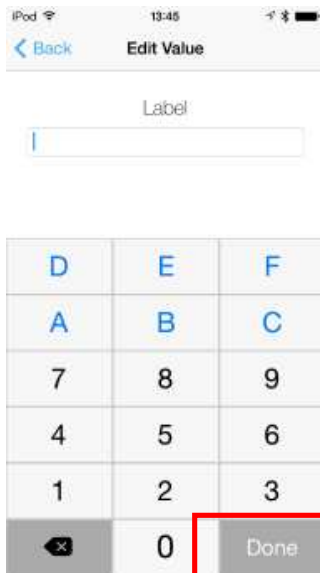 iPod 13:45
Back Edit Value
Label
D E F
A B C
7 8 9
4 5 6
1 2 3
0 Done